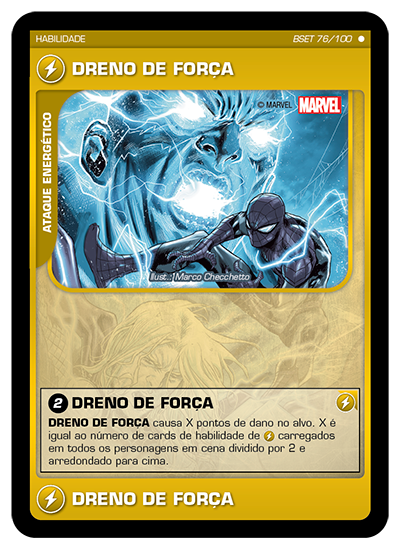 HABILIDADE
BSET 76/100
DRENO DE FORÇA
© MARVEL
MARVEL
ATAQUE ENERGÉTICO
Ilust.: Marco Checchetto
2 DRENO DE FORÇA
DRENO DE FORÇA causa X pontos de dano no alvo. X é
igual ao número de cards de habilidade de carregados
em todos os personagens em cena dividido por 2 e
arredondado para cima.
DRENO DE FORÇA